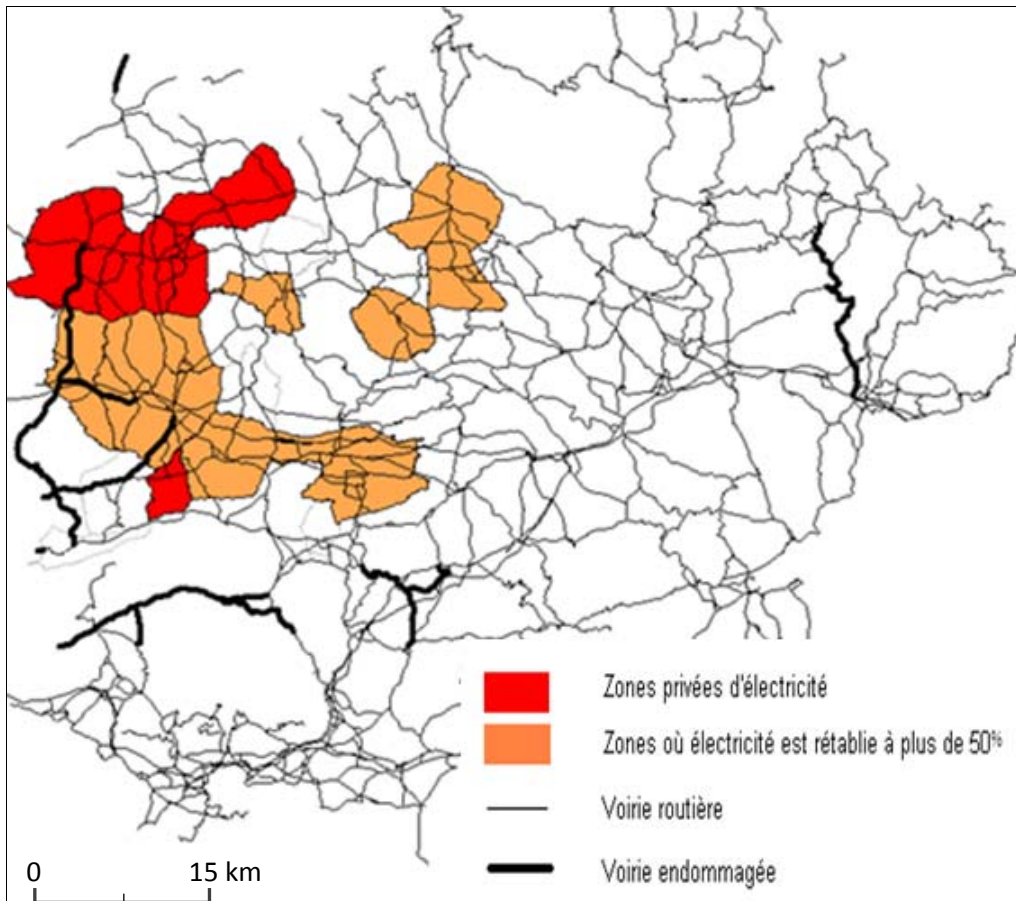 Zones privées d'électricité
Zones où électricité est rétablie à plus de 50%
Voirie routière
Voirie endommagée
0 15 km